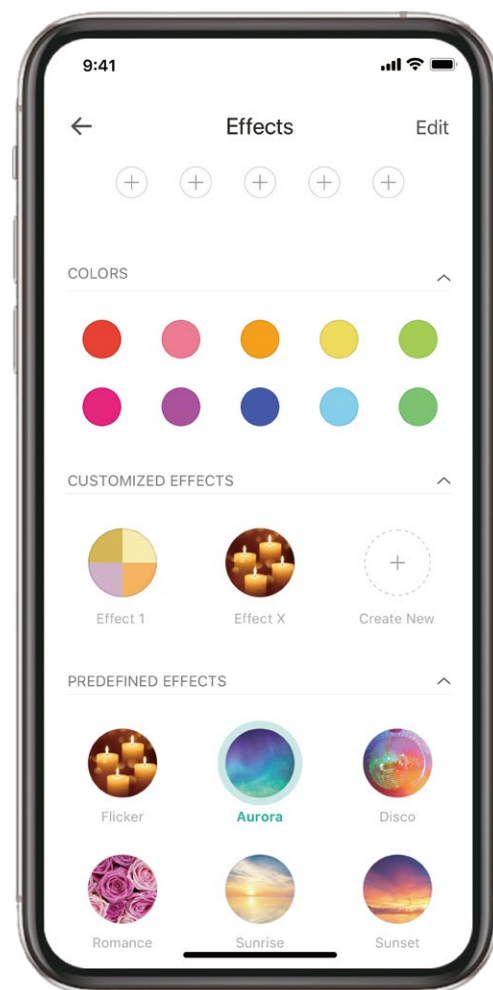 9:41
Effects Edit
COLORS
CUSTOMIZED EFFECTS
Effect 1 Effect X Create New
PREDEFINED EFFECTS
Flicker Aurora Disco
Romance Sunrise Sunset